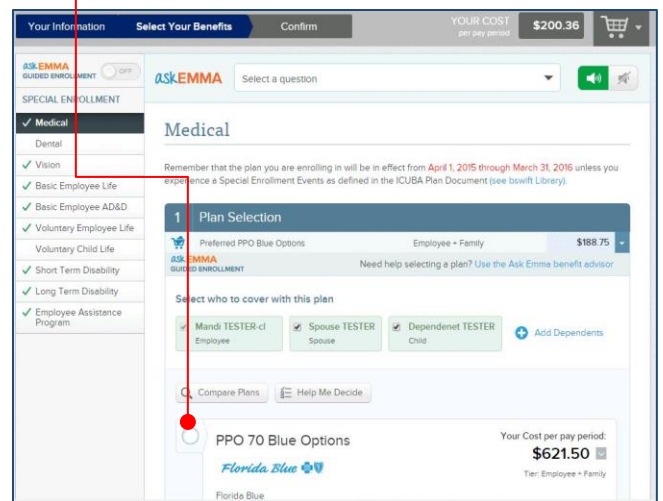 Your Information
Select Your Benefits
Confirm
YOUR COST
per pay period
$200.36
ask EMMA
GUIDED ENROLLMENT
OFF
SPECIAL ENROLLMENT
Medical
Dental
Vision
Basic Employee Life
Basic Employee AD&D
Voluntary Employee Life
Voluntary Child Life
Short Term Disability
Long Term Disability
Employee Assistance
Program
askEMMA
Select a question
Medical
Remember that the plan you are enrolling in will be in effect from April 1, 2015 through March 31, 2016 unless you
experience a Special Enrollment Events as defined in the ICUBA Plan Document (see bswift Library).
1 Plan Selection
Preferred PPO Blue Options Employee + Family $188.75
ask EMMA
GUIDED ENROLLMENT
Need help selecting a plan? Use the Ask Emma benefit advisor
Select who to cover with this plan
Mandi TESTER-cl
Employee
Spouse TESTER
Spouse
Dependenet TESTER
Child
Add Dependents
Compare Plans
Help Me Decide
PPO 70 Blue Options
Your Cost per pay period:
$621.50
Florida Blue
Tier: Employee + Family
Florida Blue